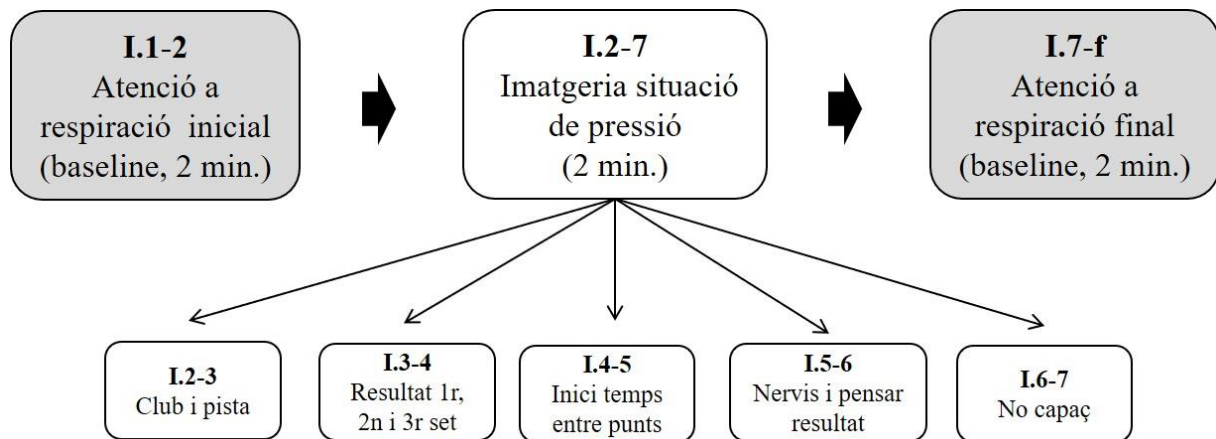 I.1-2
Atenció a
respiració inicial
(baseline, 2 min.)
I.2-7
Imatgeria situació
de pressió
(2 min.)
I.7-f
Atenció a
respiració final
(baseline, 2 min.)
I.2-3
Club i pista
I.3-4
Resultat 1r,
2n i 3r set
I.4-5
Inici temps
entre punts
I.5-6
Nervis i pensar
resultat
I.6-7
No capaç